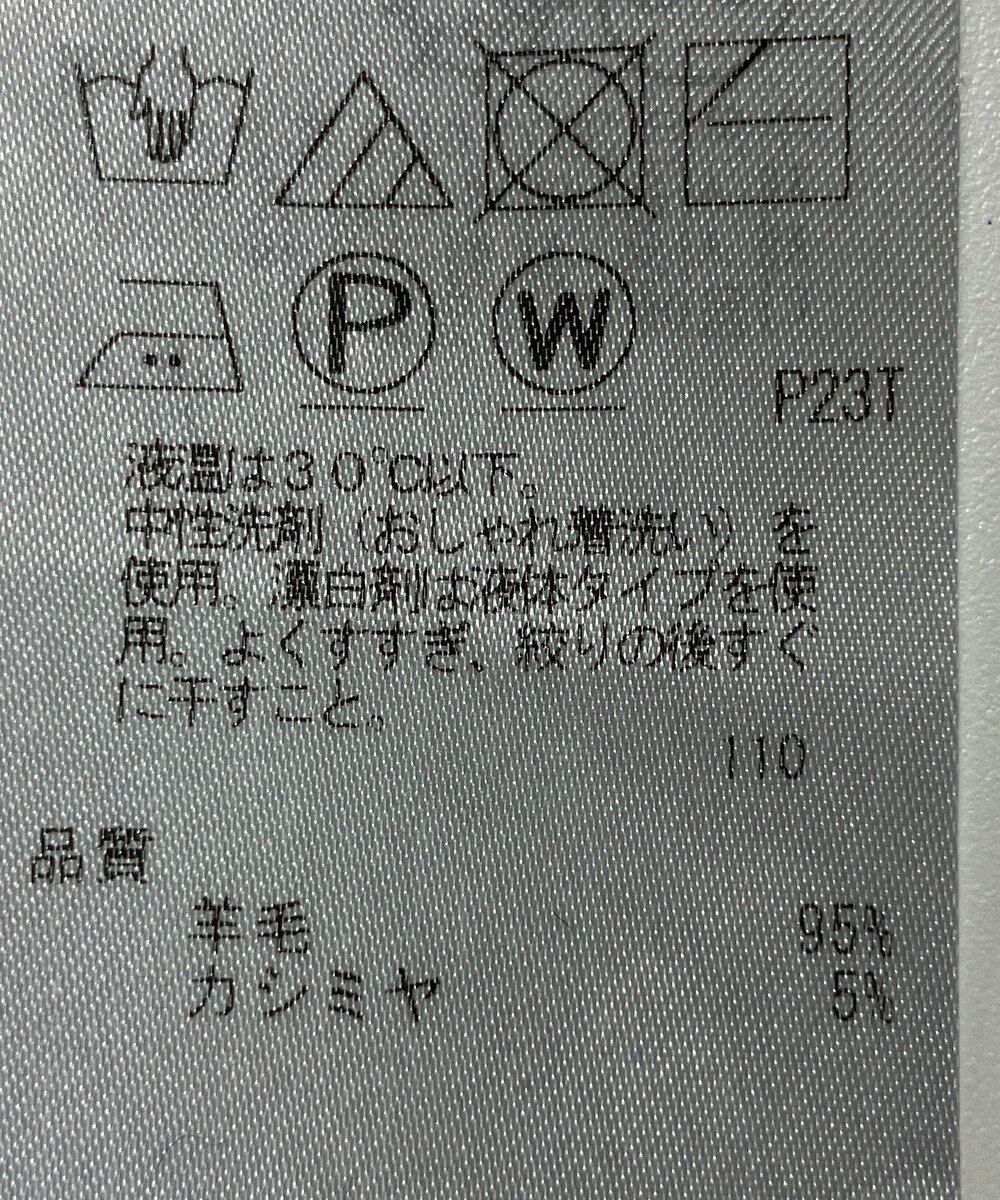 P W
P23T
液温は30℃以下。
中性洗剤(おしゃれ着洗い)を
使用。漂白剤は液体タイプを使
用。よくすすぎ、絞りの後すぐ
に干すこと。
110
品質
羊毛 95%
カシミヤ 5%